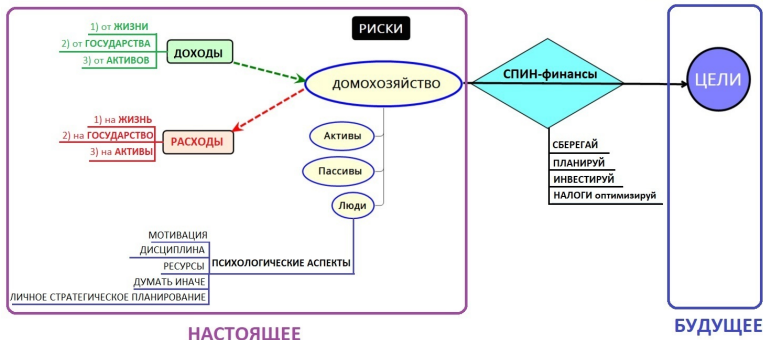 РИСКИ
1) от ЖИЗНИ
2) от ГОСУДАРСТВА
3) от АКТИВОВ
ДОХОДЫ
ДОМОХОЗЯЙСТВО
СПИН-финансы
ЦЕЛИ
1) на ЖИЗНЬ
2) на ГОСУДАРСТВО
3) на АКТИВЫ
РАСХОДЫ
Активы
Пассивы
Люди
СБЕРЕГАЙ
ПЛАНИРУЙ
ИНВЕСТИРУЙ
НАЛОГИ оптимизируй
МОТИВАЦИЯ
ДИСЦИПЛИНА
РЕСУРСЫ
ДУМАТЬ ИНАЧЕ
ЛИЧНОЕ СТРАТЕГИЧЕСКОЕ ПЛАНИРОВАНИЕ
ПСИХОЛОГИЧЕСКИЕ АСПЕКТЫ
НАСТОЯЩЕЕ
БУДУЩЕЕ